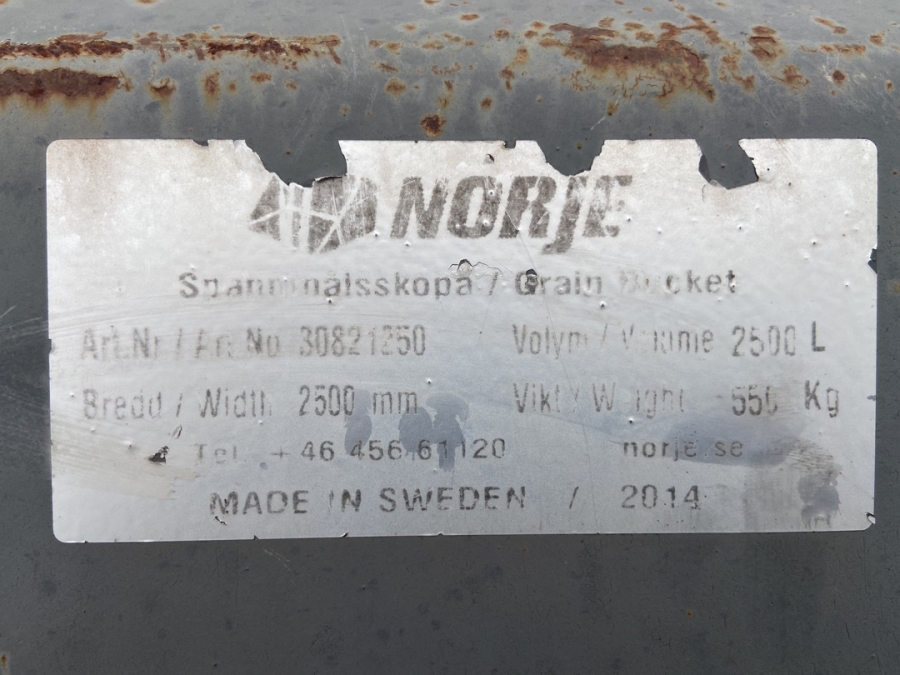 NORJE
Spannmålsskopa / Grain Bucket
Art.Nr / Art.No 30821250 Volym / Volume 2500 L
Bredd / Width 2500 mm Vikt / Weight 550 Kg
Tel. + 46 456 61120 norje.se
MADE IN SWEDEN / 2014